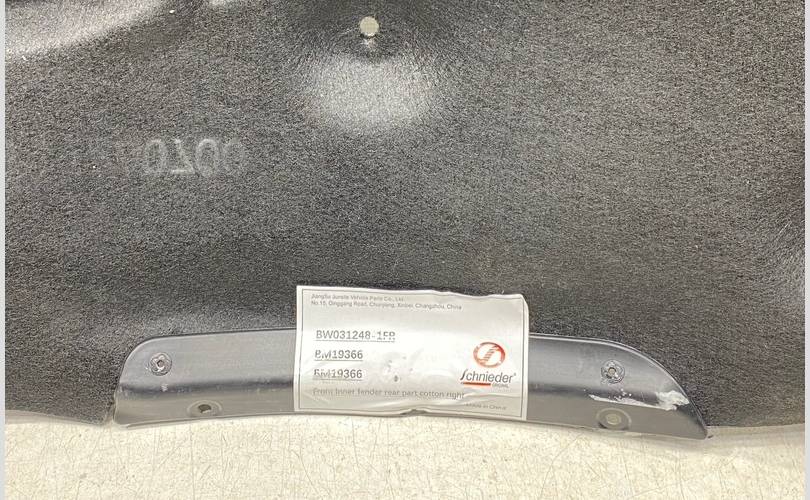 JiangSu Junsite Vehicle Parts Co., Ltd.
No.15, Qingqing Road, Chunjiang, Xinbei, Changzhou, China
BW031248-1FR
BM19366
BM19366
Schnieder
ORIGINAL
Front inner fender rear part cotton right
Made in China